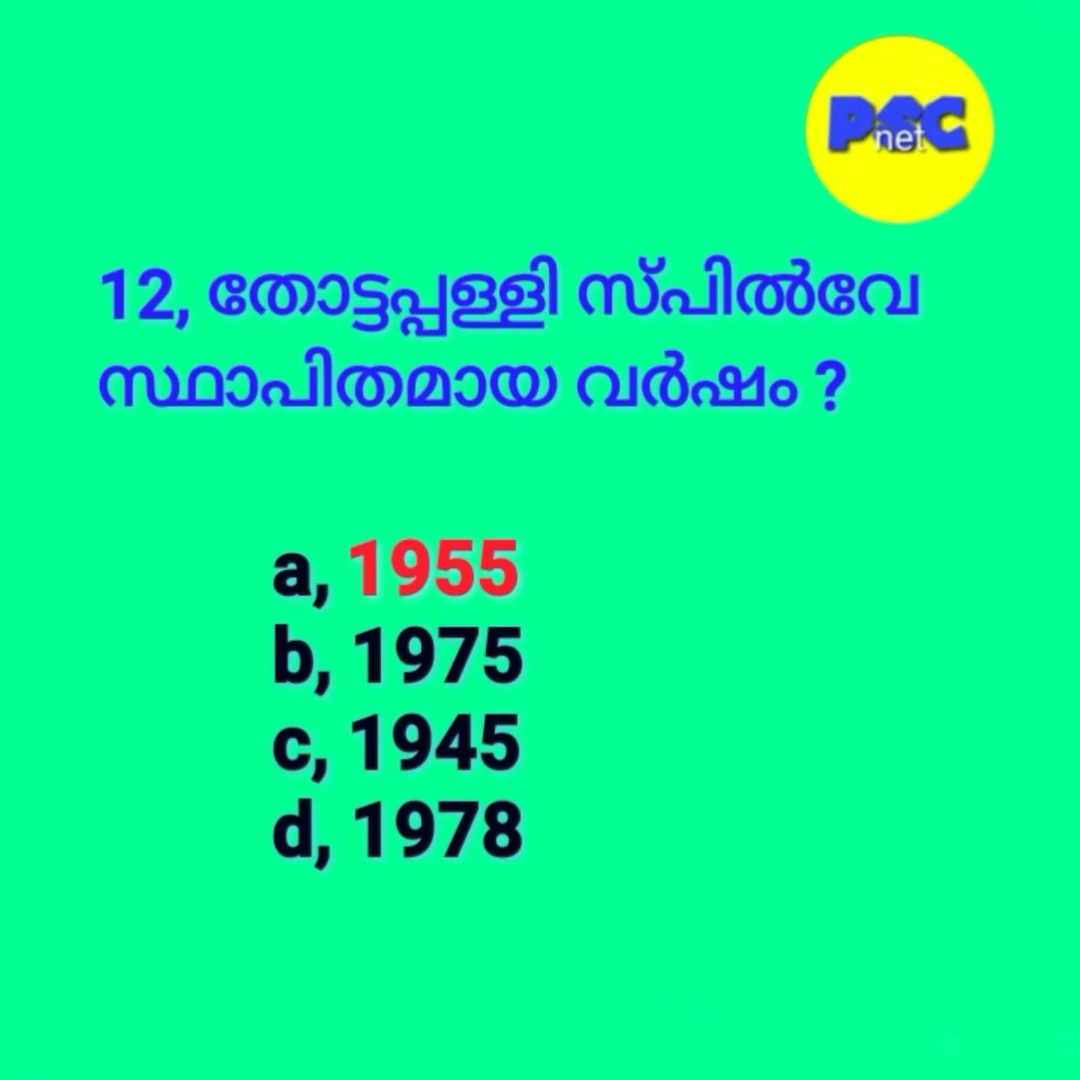 PSC
net
12, തോട്ടപ്പള്ളി സ്പിൽവേ
സ്ഥാപിതമായ വർഷം ?
a, 1955
b, 1975
c, 1945
d, 1978